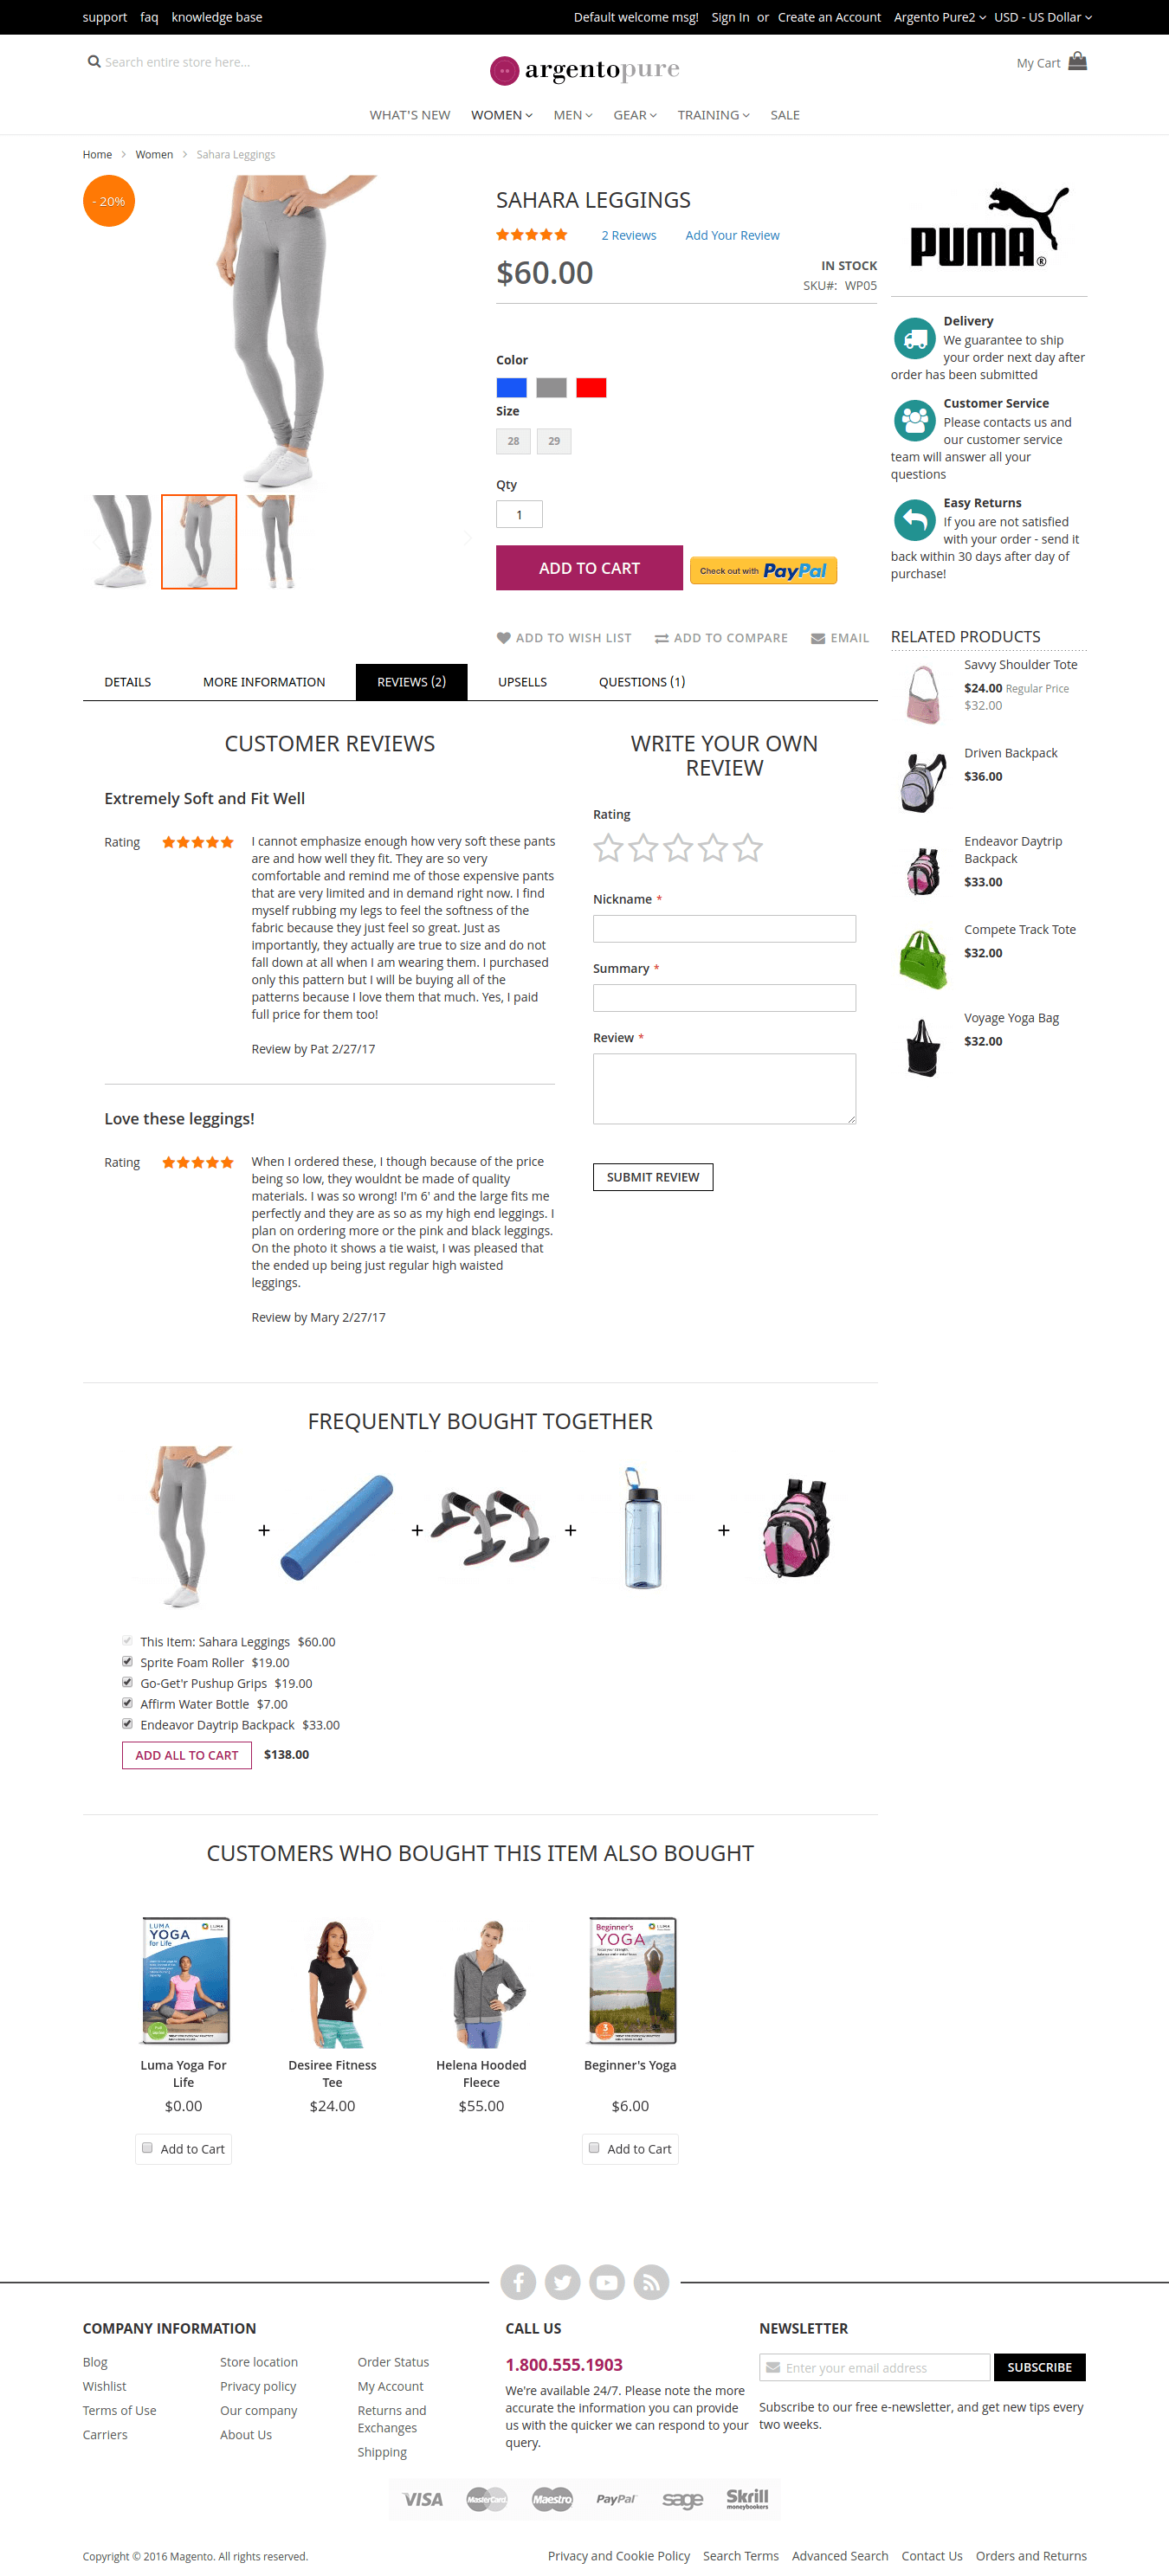 support faq knowledge base
Default welcome msg! Sign In or Create an Account Argento Pure2 USD - US Dollar
Search entire store here...
argentopure
My Cart
WHAT'S NEW WOMEN MEN GEAR TRAINING SALE
Home > Women > Sahara Leggings
- 20%
SAHARA LEGGINGS
2 Reviews Add Your Review
$60.00
IN STOCK
SKU#: WP05
Color
Size
28 29
Qty
1
ADD TO CART
Check out with PayPal
ADD TO WISH LIST ADD TO COMPARE EMAIL
PUMA®
Delivery
We guarantee to ship
your order next day after
order has been submitted
Customer Service
Please contacts us and
our customer service
team will answer all your
questions
Easy Returns
If you are not satisfied
with your order - send it
back within 30 days after day of
purchase!
RELATED PRODUCTS
Savvy Shoulder Tote
$24.00 Regular Price
$32.00
Driven Backpack
$36.00
Endeavor Daytrip
Backpack
$33.00
Compete Track Tote
$32.00
Voyage Yoga Bag
$32.00
DETAILS MORE INFORMATION REVIEWS (2) UPSELLS QUESTIONS (1)
CUSTOMER REVIEWS
Extremely Soft and Fit Well
Rating
I cannot emphasize enough how very soft these pants
are and how well they fit. They are so very
comfortable and remind me of those expensive pants
that are very limited and in demand right now. I find
myself rubbing my legs to feel the softness of the
fabric because they just feel so great. Just as
importantly, they actually are true to size and do not
fall down at all when I am wearing them. I purchased
only this pattern but I will be buying all of the
patterns because I love them that much. Yes, I paid
full price for them too!
Review by Pat 2/27/17
Love these leggings!
Rating
When I ordered these, I though because of the price
being so low, they wouldnt be made of quality
materials. I was so wrong! I'm 6' and the large fits me
perfectly and they are as so as my high end leggings. I
plan on ordering more or the pink and black leggings.
On the photo it shows a tie waist, I was pleased that
the ended up being just regular high waisted
leggings.
Review by Mary 2/27/17
WRITE YOUR OWN
REVIEW
Rating
Nickname *
Summary *
Review *
SUBMIT REVIEW
FREQUENTLY BOUGHT TOGETHER
+ + + +
This Item: Sahara Leggings $60.00
Sprite Foam Roller $19.00
Go-Get'r Pushup Grips $19.00
Affirm Water Bottle $7.00
Endeavor Daytrip Backpack $33.00
ADD ALL TO CART $138.00
CUSTOMERS WHO BOUGHT THIS ITEM ALSO BOUGHT
LUMA
YOGA
for Life
LUMA
Beginner's
YOGA
LUMA
3
Luma Yoga For
Life
$0.00
Add to Cart
Desiree Fitness
Tee
$24.00
Helena Hooded
Fleece
$55.00
Beginner's Yoga
$6.00
Add to Cart
COMPANY INFORMATION
Blog
Wishlist
Terms of Use
Carriers
Store location
Privacy policy
Our company
About Us
Order Status
My Account
Returns and
Exchanges
Shipping
CALL US
1.800.555.1903
We're available 24/7. Please note the more
accurate the information you can provide
us with the quicker we can respond to your
query.
NEWSLETTER
Enter your email address SUBSCRIBE
Subscribe to our free e-newsletter, and get new tips every
two weeks.
VISA MasterCard Maestro PayPal sage Skrill
moneybookers
Copyright © 2016 Magento. All rights reserved.
Privacy and Cookie Policy Search Terms Advanced Search Contact Us Orders and Returns